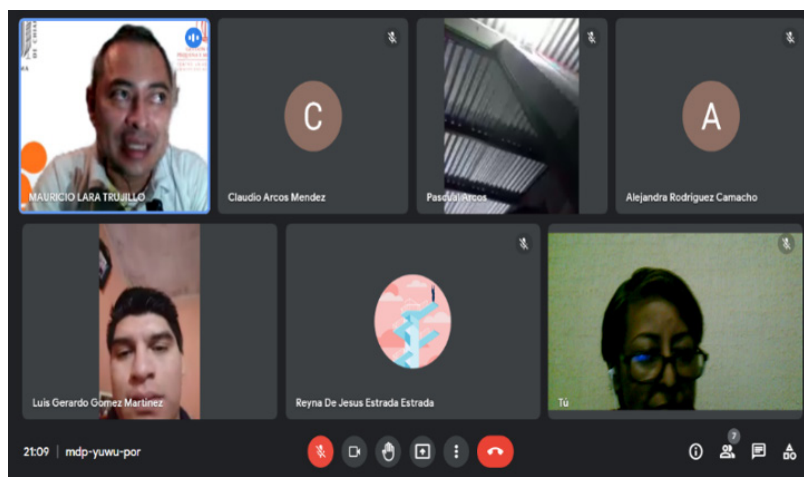 MAURICIO LARA TRUJILLO
C
Claudio Arcos Mendez
Pascual Arcos
A
Alejandra Rodriguez Camacho
Luis Gerardo Gomez Martinez
Reyna De Jesus Estrada Estrada
Tú
21:09 | mdp-yuwu-por
7